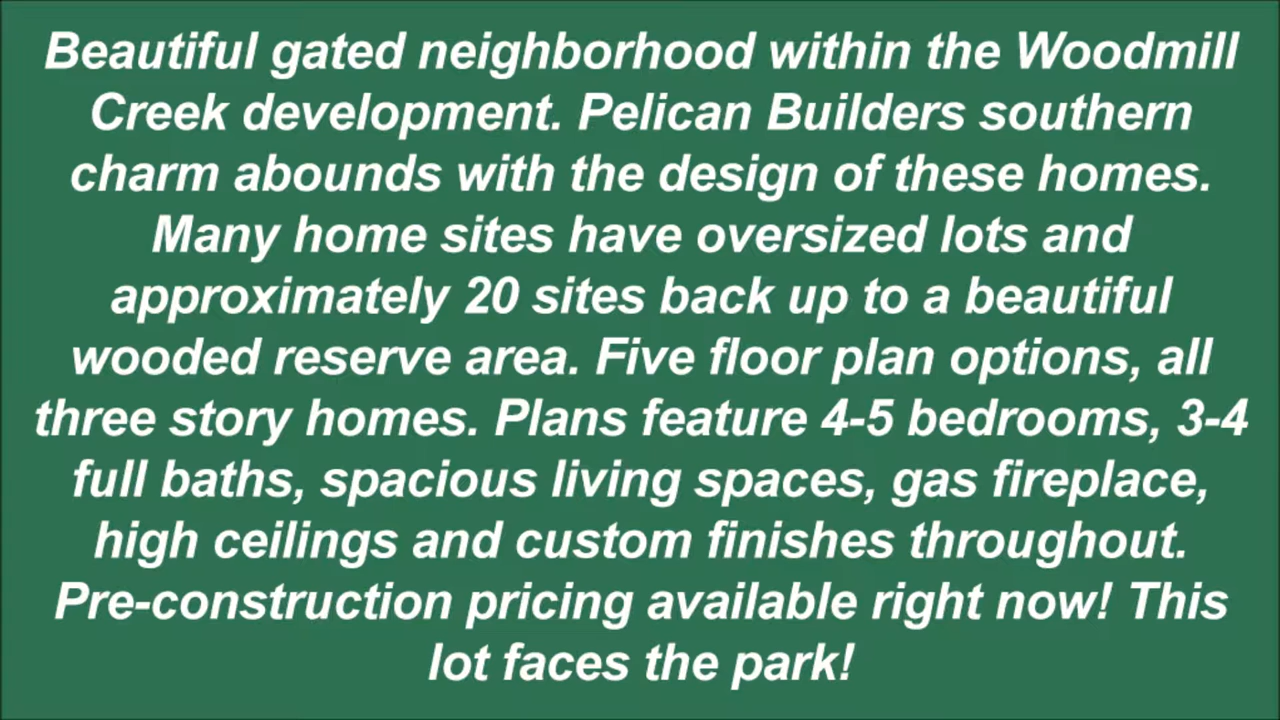 Beautiful gated neighborhood within the Woodmill
Creek development. Pelican Builders southern
charm abounds with the design of these homes.
Many home sites have oversized lots and
approximately 20 sites back up to a beautiful
wooded reserve area. Five floor plan options, all
three story homes. Plans feature 4-5 bedrooms, 3-4
full baths, spacious living spaces, gas fireplace,
high ceilings and custom finishes throughout.
Pre-construction pricing available right now! This
lot faces the park!